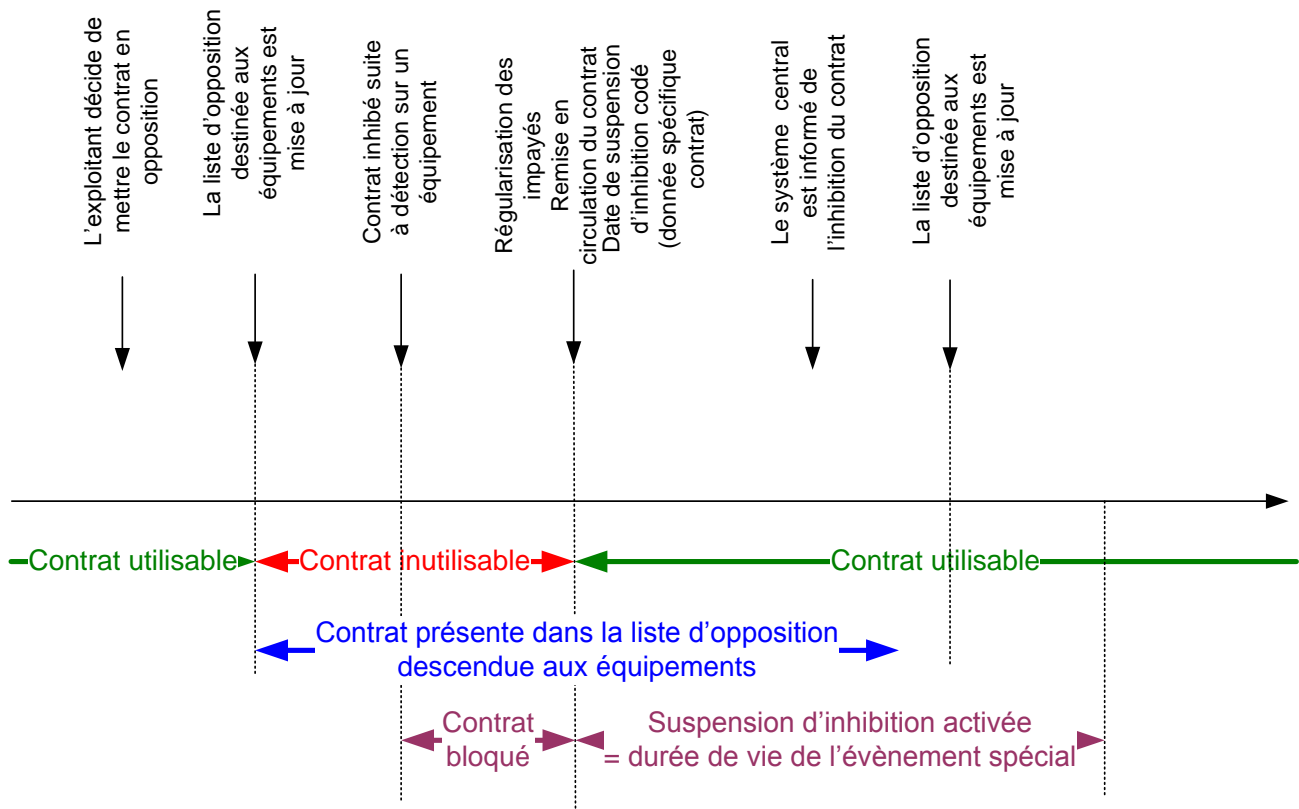 L'exploitant décide de
mettre le contrat en
opposition
La liste d'opposition
destinée aux
équipements est
mise à jour
Contrat inhibé suite
à détection sur un
équipement
Régularisation des
impayés
Remise en
circulation du contrat
Date de suspension
d'inhibition codé
(donnée spécifique
contrat)
Le système central
est informé de
l'inhibition du contrat
La liste d'opposition
destinée aux
équipements est
mise à jour
Contrat utilisable
Contrat inutilisable
Contrat utilisable
Contrat présente dans la liste d'opposition
descendue aux équipements
Contrat
bloqué
Suspension d'inhibition activée
= durée de vie de l'évènement spécial